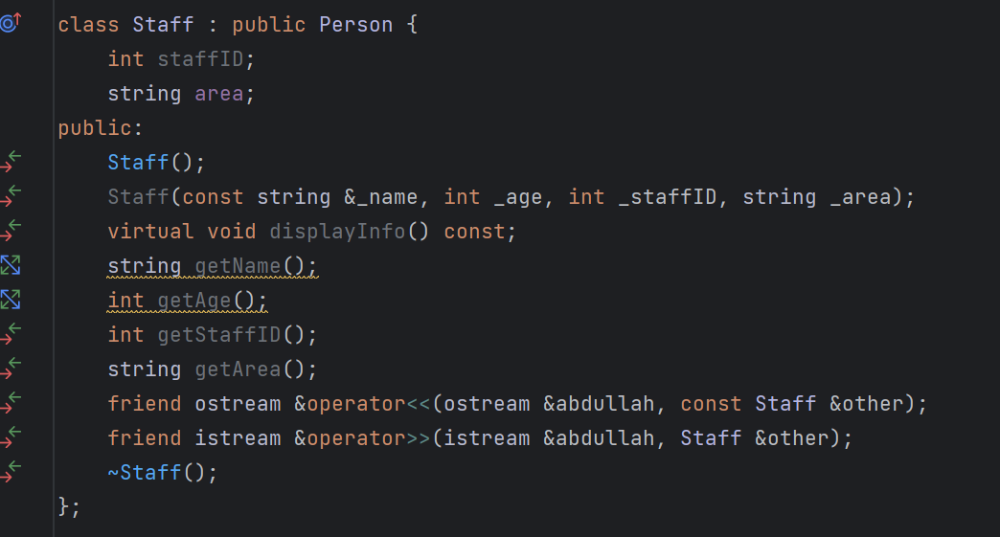 class Staff : public Person {
    int staffID;
    string area;
public:
    Staff();
    Staff(const string &_name, int _age, int _staffID, string _area);
    virtual void displayInfo() const;
    string getName();
    int getAge();
    int getStaffID();
    string getArea();
    friend ostream &operator<<(ostream &abdullah, const Staff &other);
    friend istream &operator>>(istream &abdullah, Staff &other);
    ~Staff();
};